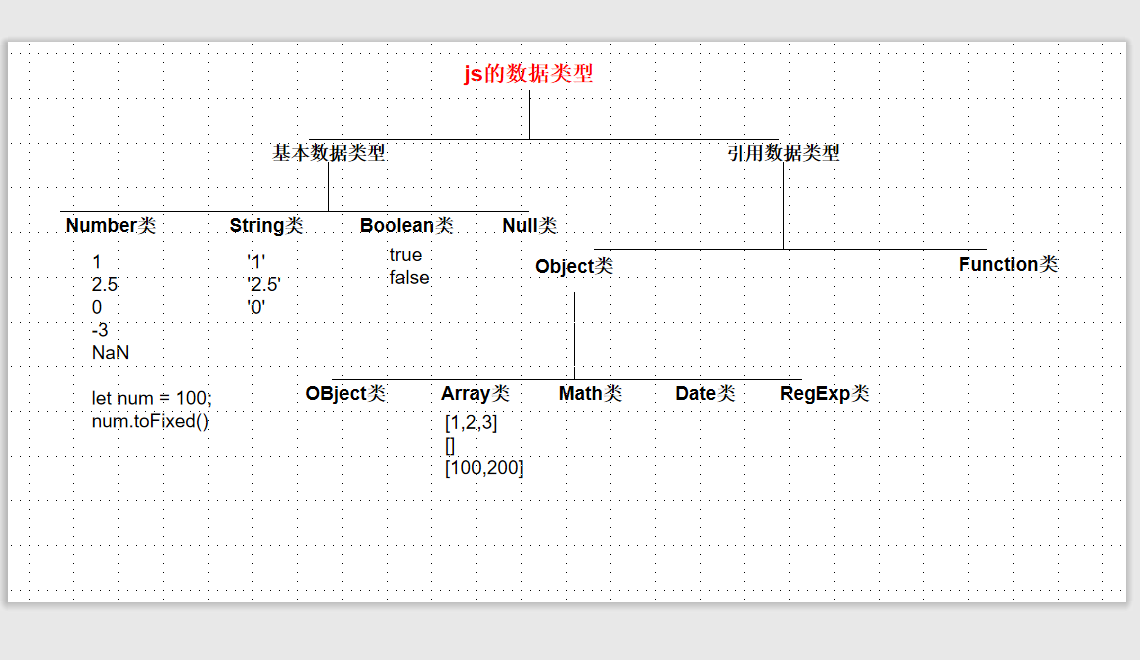 js的数据类型
基本数据类型
引用数据类型
Number类
String类
Boolean类
Null类
1
2.5
0
-3
NaN
'1'
'2.5'
'0'
true
false
let num = 100;
num.toFixed()
Object类
Function类
OBject类
Array类
Math类
Date类
RegExp类
[1,2,3]
[]
[100,200]